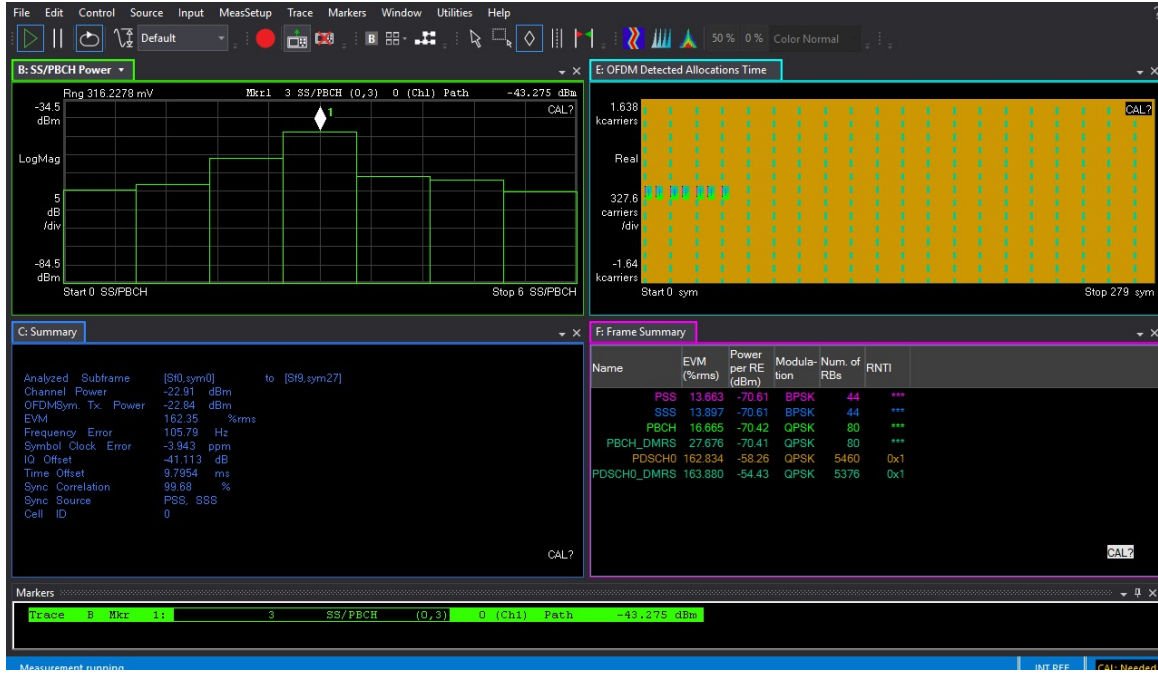 File Edit Control Source Input MeasSetup Trace Markers Window Utilities Help
Default
B
50 % 0 % Color Normal
B: SS/PBCH Power
Rng 316.2278 mV Mkr1 3 SS/PBCH (0,3) 0 (Ch1) Path -43.275 dBm
-34.5
dBm
CAL?
1
LogMag
5
dB
/div
-84.5
dBm
Start 0 SS/PBCH Stop 6 SS/PBCH
E: OFDM Detected Allocations Time
1.638
kcarriers
CAL?
Real
327.6
carriers
/div
-1.64
kcarriers
Start 0 sym Stop 279 sym
C: Summary
Analyzed Subframe [Sf0,sym0] to [Sf9,sym27]
Channel Power -22.91 dBm
OFDMSym. Tx. Power -22.84 dBm
EVM 162.35 %rms
Frequency Error 105.79 Hz
Symbol Clock Error -3.943 ppm
IQ Offset -41.113 dB
Time Offset 9.7954 ms
Sync Correlation 99.68 %
Sync Source PSS, SSS
Cell ID 0
CAL?
F: Frame Summary
Name EVM (%rms) Power per RE (dBm) Modula-tion Num. of RBs RNTI
PSS 13.663 -70.61 BPSK 44 ***
SSS 13.897 -70.61 BPSK 44 ***
PBCH 16.665 -70.42 QPSK 80 ***
PBCH_DMRS 27.676 -70.41 QPSK 80 ***
PDSCH0 162.834 -58.26 QPSK 5460 0x1
PDSCH0_DMRS 163.880 -54.43 QPSK 5376 0x1
CAL?
Markers
Trace B Mkr 1: 3 SS/PBCH (0,3) 0 (Ch1) Path -43.275 dBm
Measurement running INT REF CAL: Needed